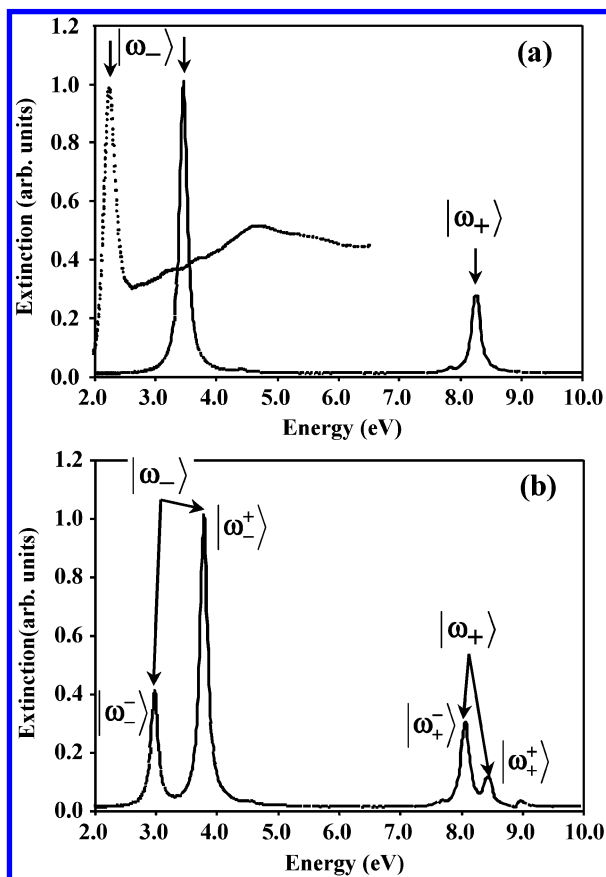 (a)
|ω₋⟩
|ω₊⟩
Extinction (arb. units)
1.2
1.0
0.8
0.6
0.4
0.2
0.0
2.0 3.0 4.0 5.0 6.0 7.0 8.0 9.0 10.0
Energy (eV)
(b)
|ω₋⟩
|ω₋⁺⟩
|ω₋⁻⟩
|ω₊⟩
|ω₊⁻⟩
|ω₊⁺⟩
Extinction(arb. units)
1.2
1.0
0.8
0.6
0.4
0.2
0.0
2.0 3.0 4.0 5.0 6.0 7.0 8.0 9.0 10.0
Energy (eV)